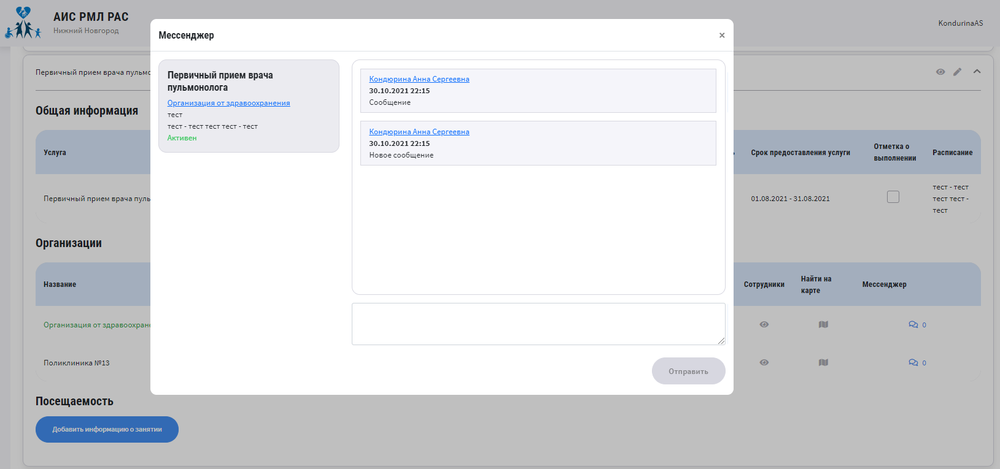 АИС РМЛ РАС
Нижний Новгород
KondurinaAS
Мессенджер
×
Первичный прием врача
пульмонолога
Организация от здравоохранения
тест
тест - тест тест тест - тест
Активен
Кондюрина Анна Сергеевна
30.10.2021 22:15
Сообщение
Кондюрина Анна Сергеевна
30.10.2021 22:15
Новое сообщение
Отправить
Первичный прием врача
Общая информация
Услуга
Срок предоставления услуги
Отметка о
выполнении
Расписание
Первичный прием врача
01.08.2021 - 31.08.2021
тест - тест
тест тест -
тест
Организации
Название
Сотрудники
Найти на
карте
Мессенджер
Организация от
0
Поликлиника №13
0
Посещаемость
Добавить информацию о занятии